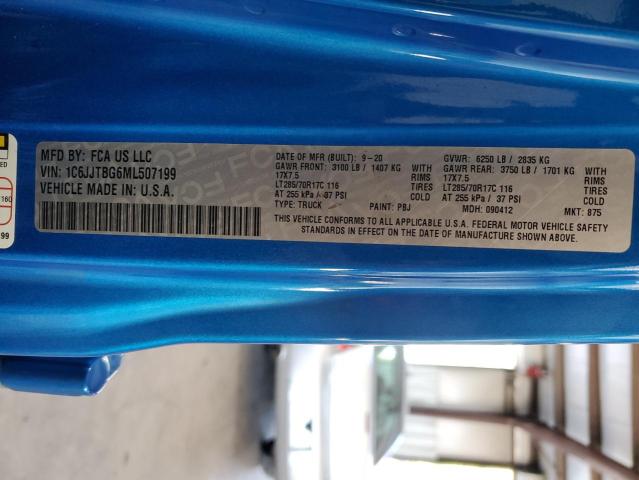 MFD BY: FCA US LLC
VIN: 1C6JJTBG6ML507199
VEHICLE MADE IN U.S.A.
DATE OF MFR (BUILT): 9-20 GVWR: 6250 LB / 2835 KG
GAWR FRONT: 3100 LB / 1407 KG WITH GAWR REAR: 3750 LB / 1701 KG WITH
17X7.5 RIMS 17X7.5 RIMS
LT285/70R17C 116 TIRES LT285/70R17C 116 TIRES
AT 255 kPa / 37 PSI COLD AT 255 kPa / 37 PSI COLD
TYPE: TRUCK PAINT: PBJ MDH: 090412 MKT: 875
THIS VEHICLE CONFORMS TO ALL APPLICABLE U.S.A. FEDERAL MOTOR VEHICLE SAFETY
STANDARDS IN EFFECT ON THE DATE OF MANUFACTURE SHOWN ABOVE.
160
99